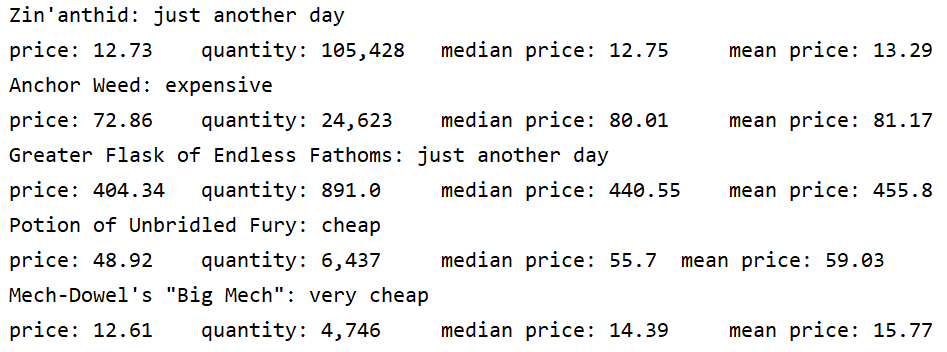 Zin'anthid: just another day
price: 12.73 quantity: 105,428 median price: 12.75 mean price: 13.29
Anchor Weed: expensive
price: 72.86 quantity: 24,623 median price: 80.01 mean price: 81.17
Greater Flask of Endless Fathoms: just another day
price: 404.34 quantity: 891.0 median price: 440.55 mean price: 455.8
Potion of Unbridled Fury: cheap
price: 48.92 quantity: 6,437 median price: 55.7 mean price: 59.03
Mech-Dowel's "Big Mech": very cheap
price: 12.61 quantity: 4,746 median price: 14.39 mean price: 15.77